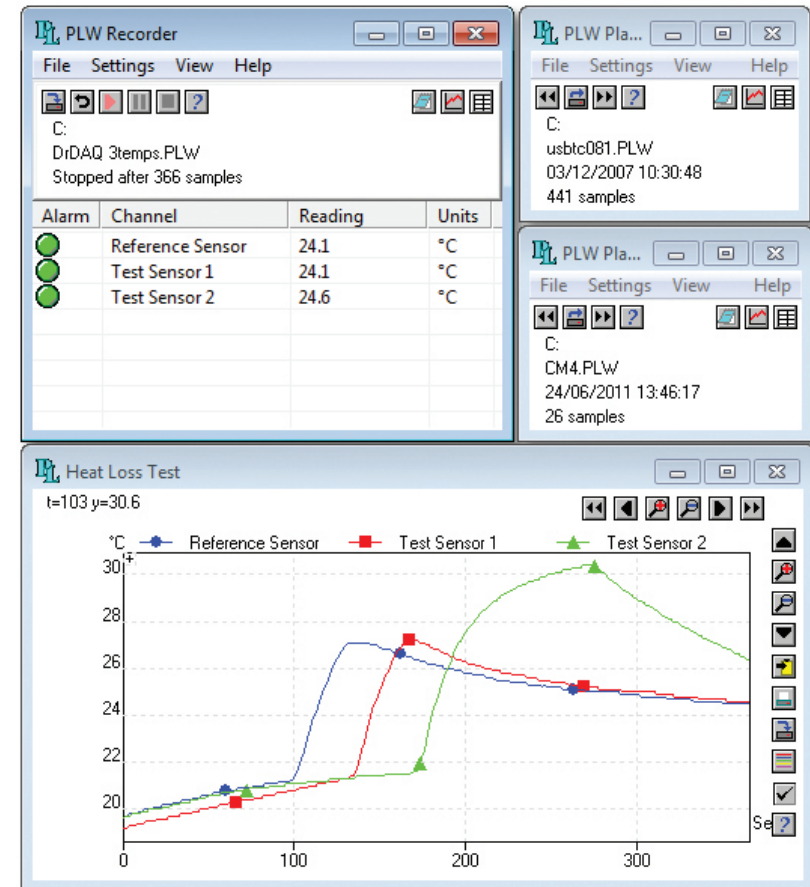 PLW Recorder
File Settings View Help
C:
DrDAQ 3temps.PLW
Stopped after 366 samples
Alarm Channel Reading Units
Reference Sensor 24.1 °C
Test Sensor 1 24.1 °C
Test Sensor 2 24.6 °C
PLW Pla...
File Settings View Help
C:
usbtc081.PLW
03/12/2007 10:30:48
441 samples
PLW Pla...
File Settings View Help
C:
CM4.PLW
24/06/2011 13:46:17
26 samples
Heat Loss Test
t=103 y=30.6
°C Reference Sensor Test Sensor 1 Test Sensor 2
30
28
26
24
22
20
Se
0 100 200 300